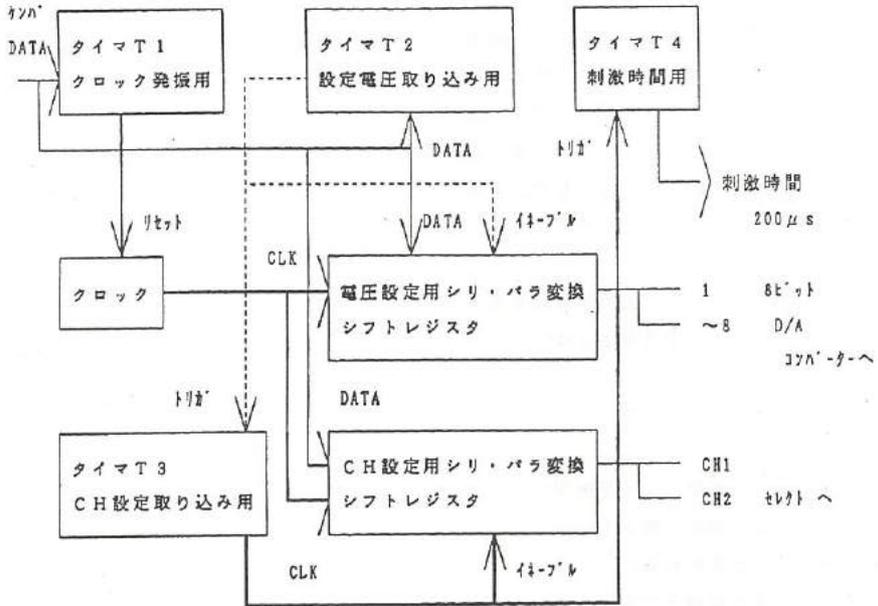 ケンパ
DATA
タイマT1
クロック発振用
タイマT2
設定電圧取り込み用
タイマT4
刺激時間用
DATA
トリガ
刺激時間
200μs
リセット
DATA
イネーブル
CLK
クロック
電圧設定用シリ・パラ変換
シフトレジスタ
1 8ビット
～8 D/A
コンバーターへ
トリガ
DATA
タイマT3
CH設定取り込み用
CH設定用シリ・パラ変換
シフトレジスタ
CH1
CH2 セレクトへ
CLK
イネーブル